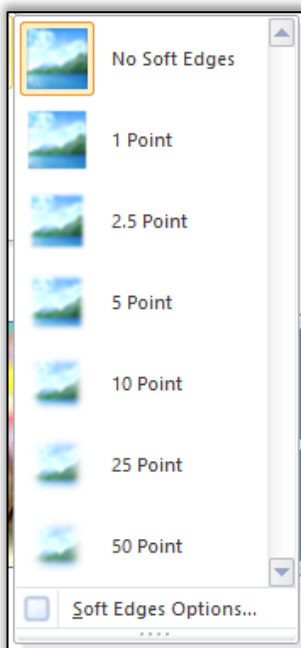 No Soft Edges
1 Point
2.5 Point
5 Point
10 Point
25 Point
50 Point
Soft Edges Options...